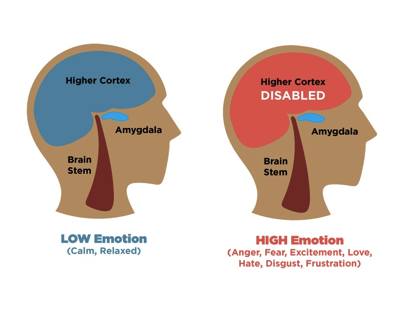 Higher Cortex
Amygdala
Brain
Stem
LOW Emotion
(Calm, Relaxed)
Higher Cortex
DISABLED
Amygdala
Brain
Stem
HIGH Emotion
(Anger, Fear, Excitement, Love,
Hate, Disgust, Frustration)